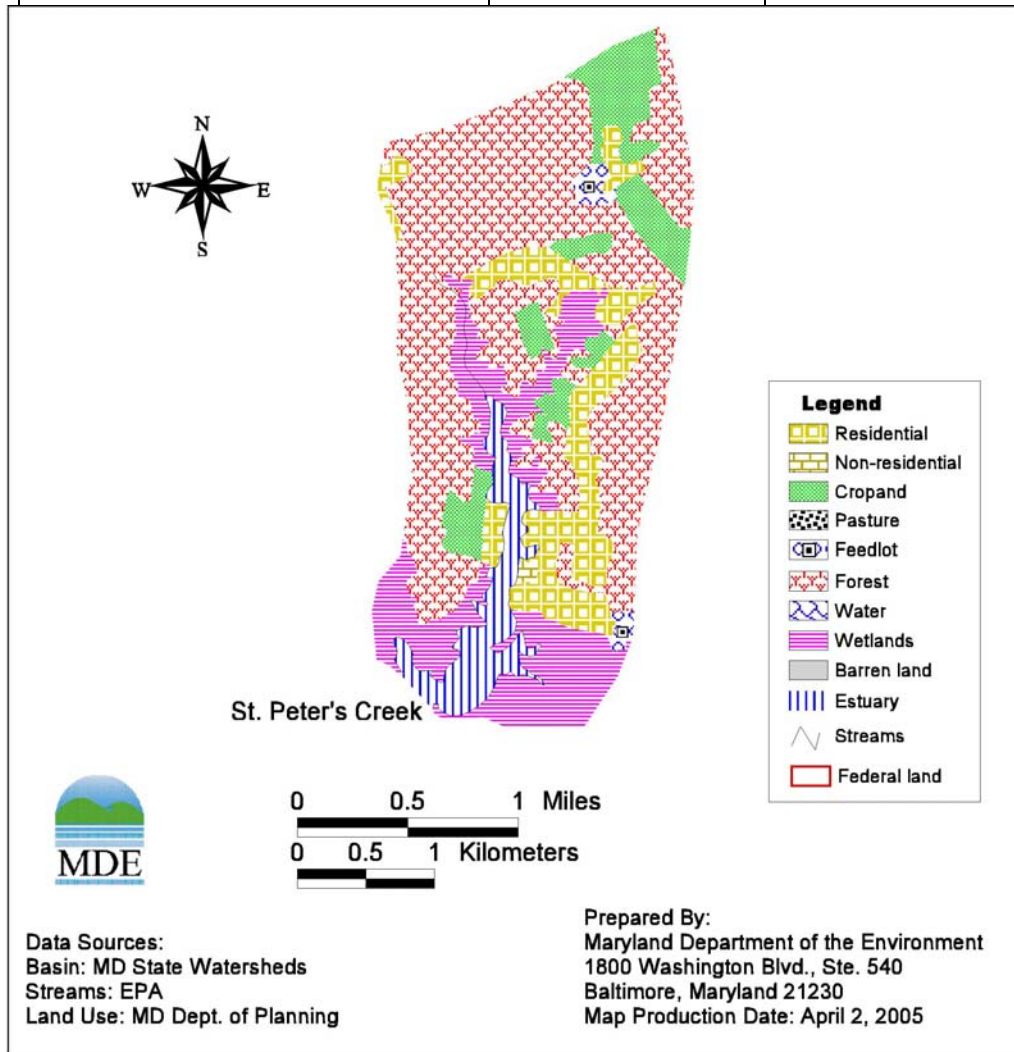 N
W E
S
Legend
Residential
Non-residential
Cropand
Pasture
Feedlot
Forest
Water
Wetlands
Barren land
Estuary
Streams
Federal land
St. Peter's Creek
0 0.5 1 Miles
0 0.5 1 Kilometers
MDE
Data Sources:
Basin: MD State Watersheds
Streams: EPA
Land Use: MD Dept. of Planning
Prepared By:
Maryland Department of the Environment
1800 Washington Blvd., Ste. 540
Baltimore, Maryland 21230
Map Production Date: April 2, 2005